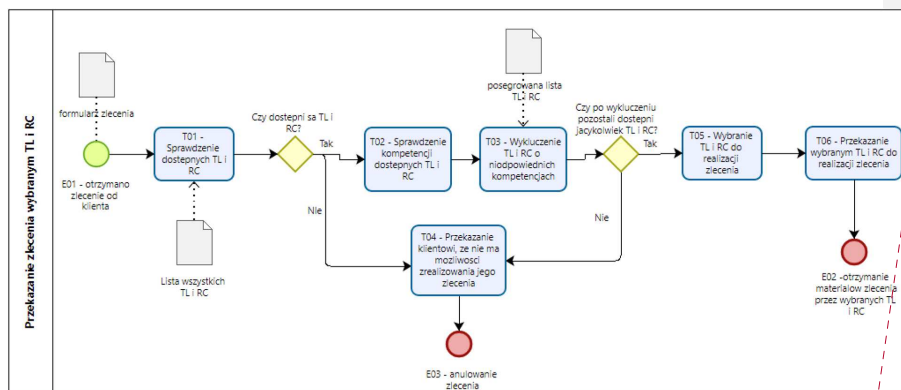 Przekazanie zlecenia wybranym TL i RC
formularz zlecenia
E01 - otrzymano
zlecenie od
klienta
T01 -
Sprawdzenie
dostepnych TL i
RC
Lista wszystkich
TL i RC
Czy dostepni sa TL i
RC?
Tak
Nie
T02 - Sprawdzenie
kompetencji
dostepnych TL i
RC
posegrowana lista
TL i RC
T03 - Wykluczenie
TL i RC o
niodpowiednich
kompetencjach
Czy po wykluczeniu
pozostali dostepni
jacykolwiek TL i RC?
Tak
Nie
T04 - Przekazanie
klientowi, ze nie ma
mozliwosci
zrealizowania jego
zlecenia
E03 - anulowanie
zlecenia
T05 - Wybranie
TL i RC do
realizacji
zlecenia
T06 - Przekazanie
wybranym TL i RC do
realizacji zlecenia
E02 -otrzymanie
materialow zlecenia
przez wybranych TL
i RC